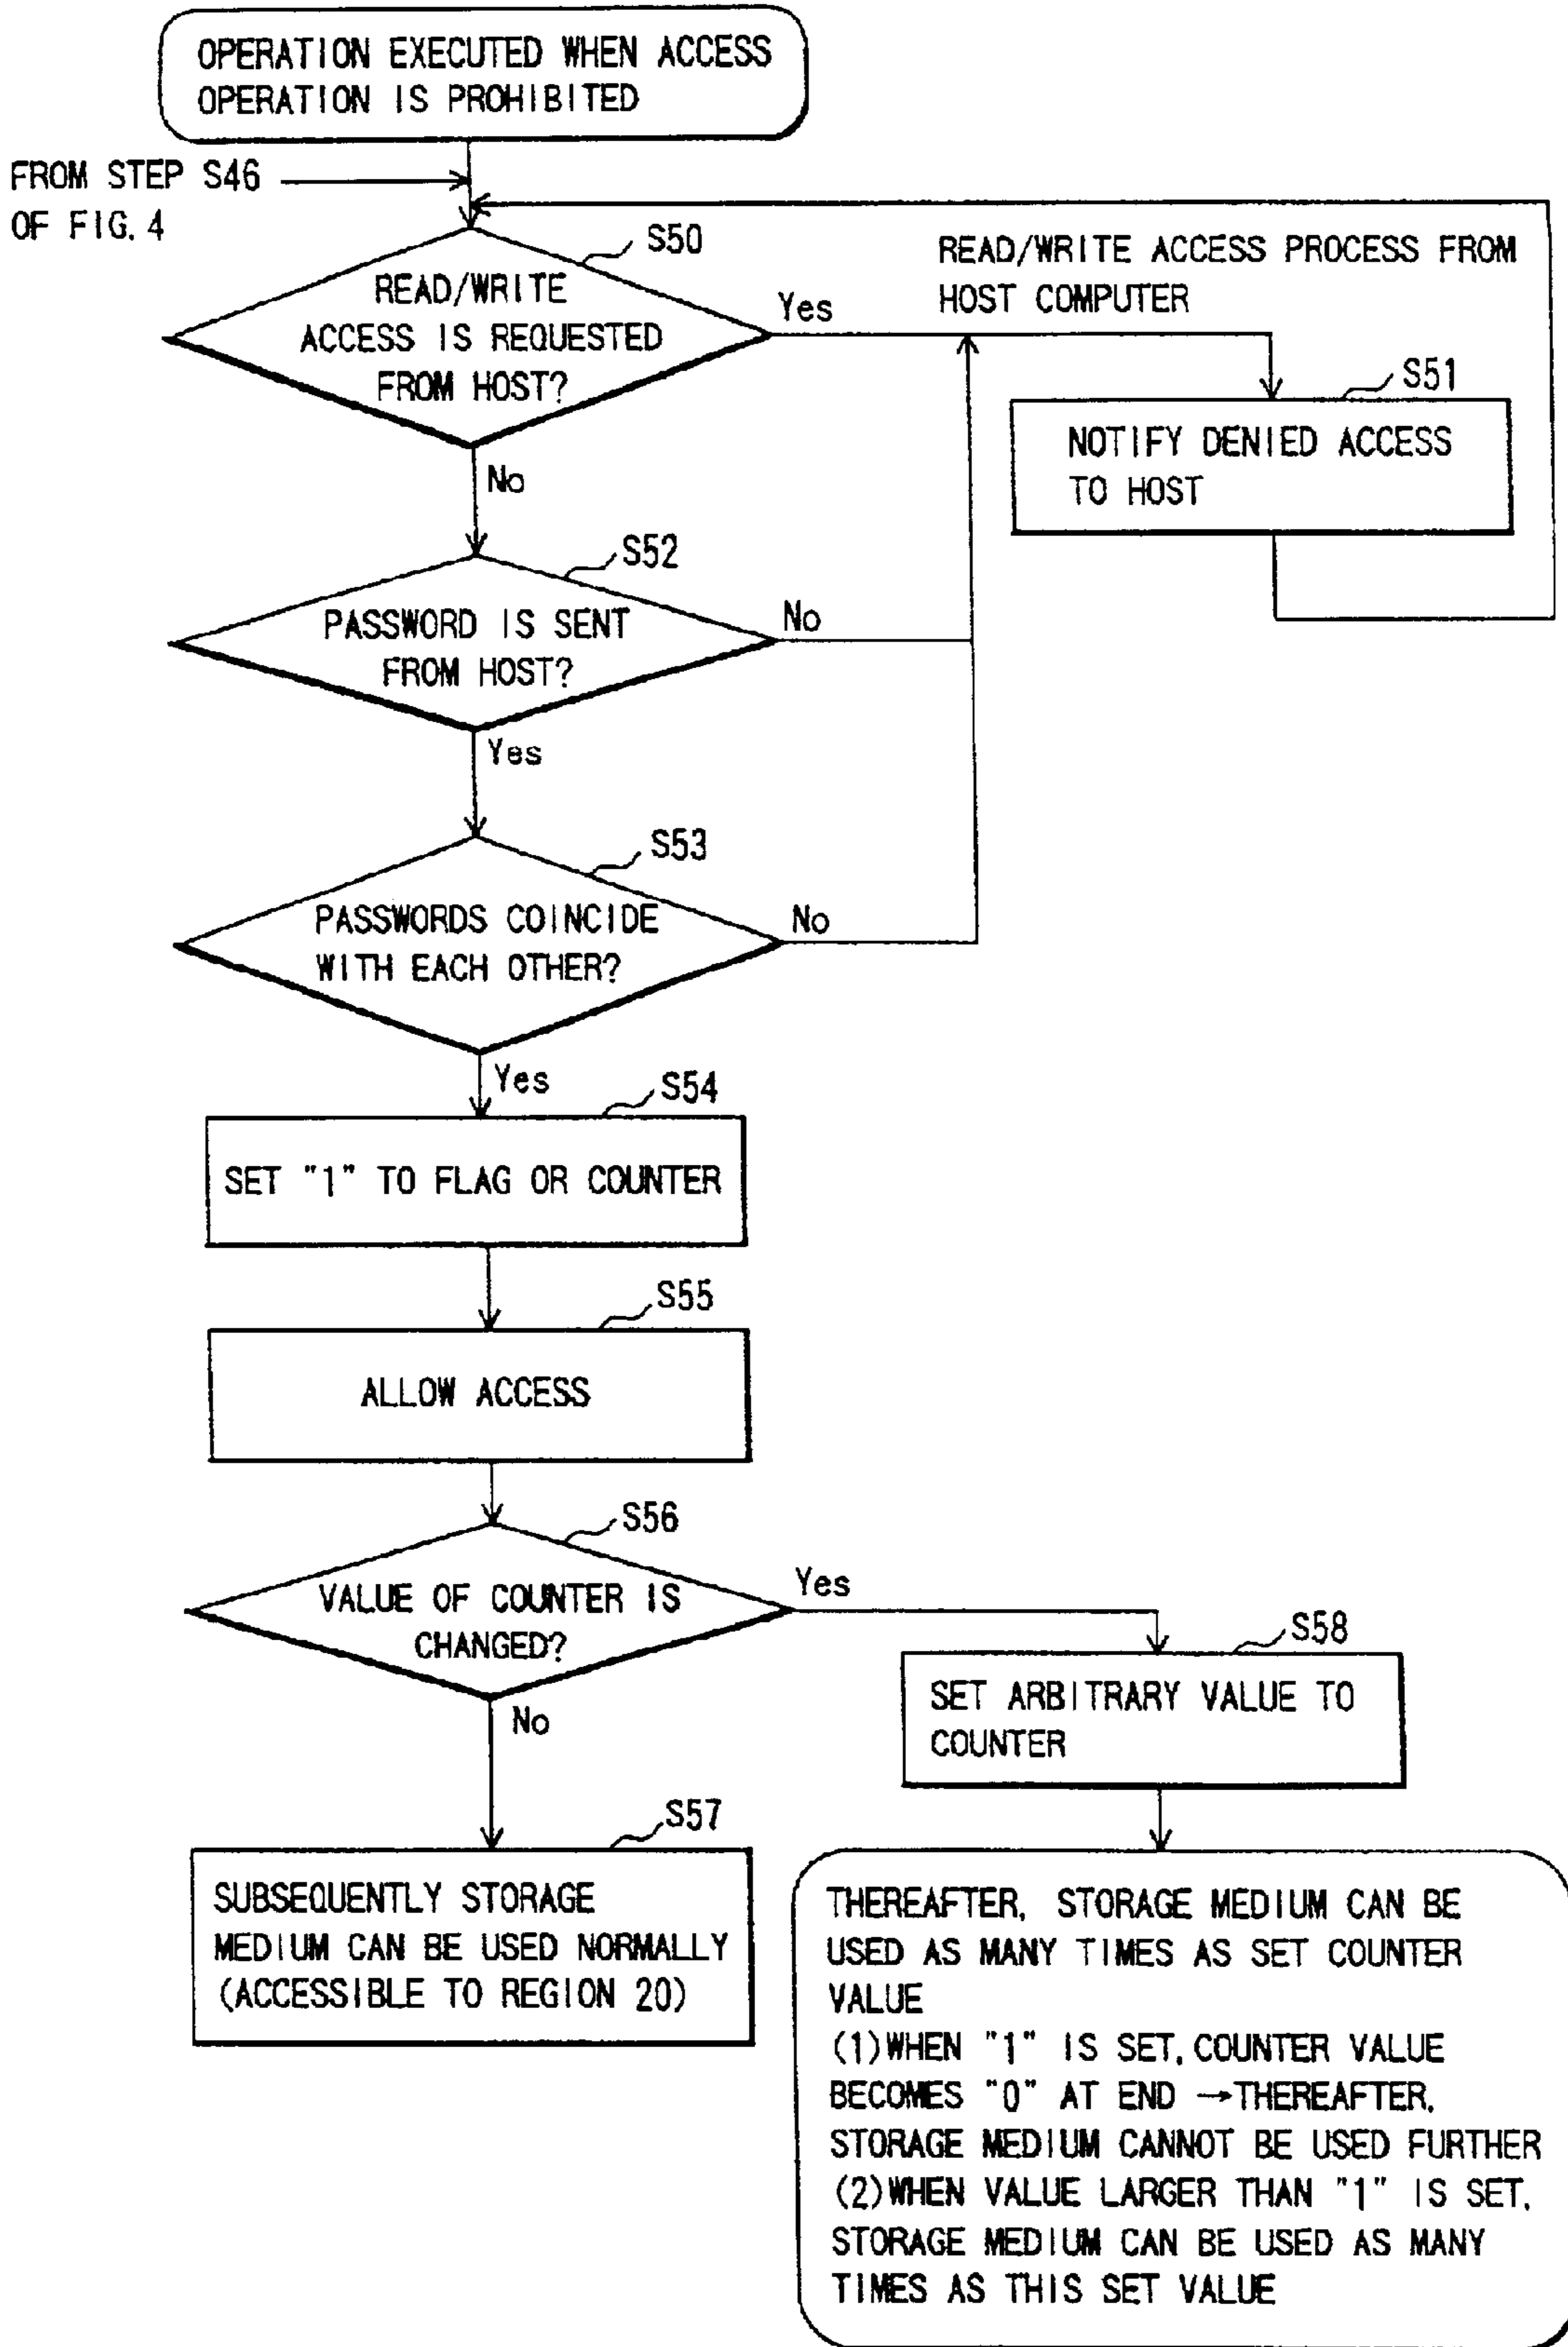 OPERATION EXECUTED WHEN ACCESS
OPERATION IS PROHIBITED
FROM STEP S46
OF FIG. 4
S50
READ/WRITE
ACCESS IS REQUESTED
FROM HOST?
Yes
READ/WRITE ACCESS PROCESS FROM
HOST COMPUTER
S51
NOTIFY DENIED ACCESS
TO HOST
No
S52
PASSWORD IS SENT
FROM HOST?
No
Yes
S53
PASSWORDS COINCIDE
WITH EACH OTHER?
No
Yes
S54
SET "1" TO FLAG OR COUNTER
S55
ALLOW ACCESS
S56
VALUE OF COUNTER IS
CHANGED?
Yes
S58
SET ARBITRARY VALUE TO
COUNTER
No
S57
SUBSEQUENTLY STORAGE
MEDIUM CAN BE USED NORMALLY
(ACCESSIBLE TO REGION 20)
THEREAFTER, STORAGE MEDIUM CAN BE
USED AS MANY TIMES AS SET COUNTER
VALUE
(1)WHEN "1" IS SET, COUNTER VALUE
BECOMES "0" AT END →THEREAFTER,
STORAGE MEDIUM CANNOT BE USED FURTHER
(2)WHEN VALUE LARGER THAN "1" IS SET,
STORAGE MEDIUM CAN BE USED AS MANY
TIMES AS THIS SET VALUE